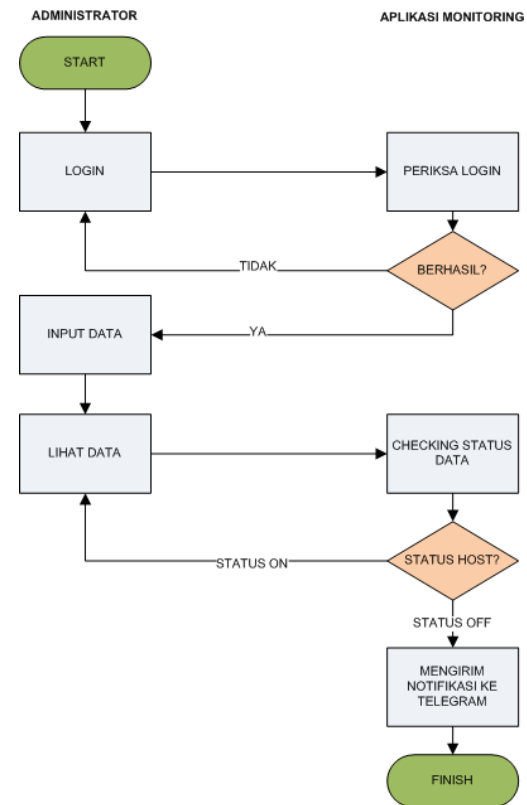 ADMINISTRATOR
APLIKASI MONITORING
START
LOGIN
PERIKSA LOGIN
BERHASIL?
TIDAK
YA
INPUT DATA
LIHAT DATA
CHECKING STATUS
DATA
STATUS HOST?
STATUS ON
STATUS OFF
MENGIRIM
NOTIFIKASI KE
TELEGRAM
FINISH